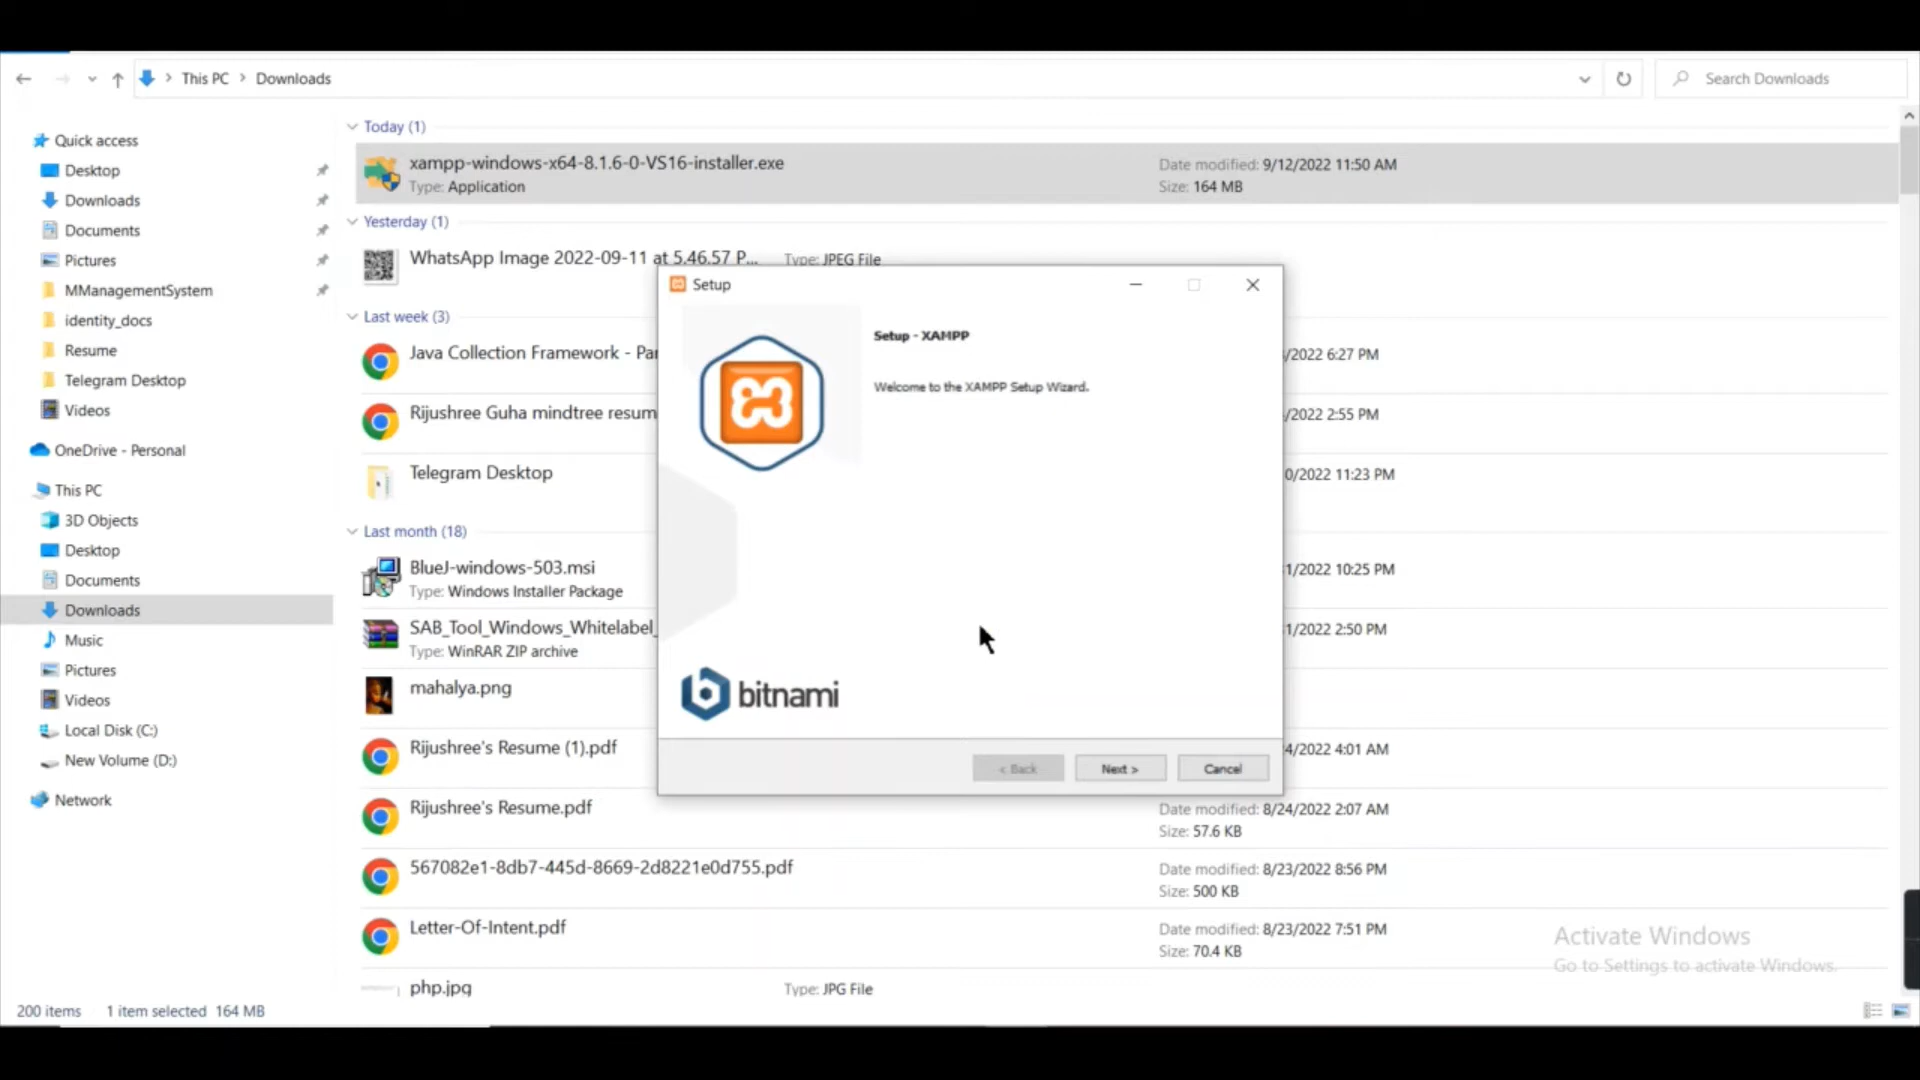 This PC > Downloads
Search Downloads
Quick access
Desktop
Downloads
Documents
Pictures
MManagementSystem
identity_docs
Resume
Telegram Desktop
Videos
OneDrive - Personal
This PC
3D Objects
Desktop
Documents
Downloads
Music
Pictures
Videos
Local Disk (C:)
New Volume (D:)
Network
Today (1)
xampp-windows-x64-8.1.6-0-VS16-installer.exe
Type: Application
Date modified: 9/12/2022 11:50 AM
Size: 164 MB
Yesterday (1)
WhatsApp Image 2022-09-11 at 5.46.57 P...
Type: JPEG File
Last week (3)
Java Collection Framework - Par
/2022 6:27 PM
Rijushree Guha mindtree resum
/2022 2:55 PM
Telegram Desktop
0/2022 11:23 PM
Last month (18)
BlueJ-windows-503.msi
Type: Windows Installer Package
1/2022 10:25 PM
SAB_Tool_Windows_Whitelabel_
Type: WinRAR ZIP archive
1/2022 2:50 PM
mahalya.png
Rijushree's Resume (1).pdf
4/2022 4:01 AM
Rijushree's Resume.pdf
Date modified: 8/24/2022 2:07 AM
Size: 57.6 KB
567082e1-8db7-445d-8669-2d8221e0d755.pdf
Date modified: 8/23/2022 8:56 PM
Size: 500 KB
Letter-Of-Intent.pdf
Date modified: 8/23/2022 7:51 PM
Size: 70.4 KB
php.jpg
Type: JPG File
Setup
Setup - XAMPP
Welcome to the XAMPP Setup Wizard.
bitnami
< Back
Next >
Cancel
Activate Windows
Go to Settings to activate Windows.
200 items
1 item selected 164 MB